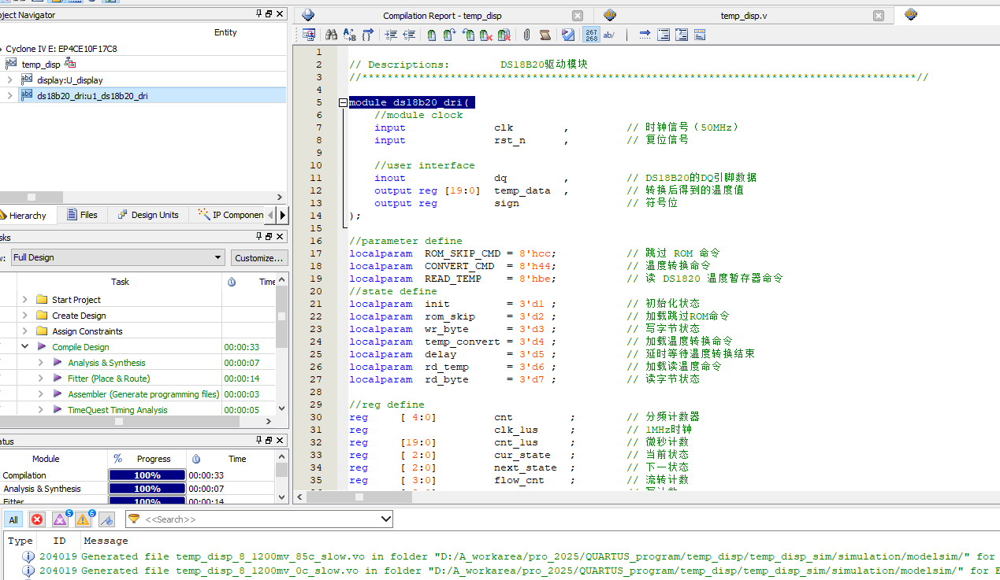 oject Navigator
Entity
Cyclone IV E: EP4CE10F17C8
temp_disp
display:U_display
ds18b20_dri:u1_ds18b20_dri
Hierarchy Files Design Units IP Componen
sks
w: Full Design Customize...
Task Time
Start Project
Create Design
Assign Constraints
Compile Design 00:00:33
Analysis & Synthesis 00:00:07
Fitter (Place & Route) 00:00:14
Assembler (Generate programming files) 00:00:03
TimeQuest Timing Analysis 00:00:05
atus
Module % Progress Time
Compilation 100% 00:00:33
Analysis & Synthesis 100% 00:00:07
Fitter 100% 00:00:14
Compilation Report - temp_disp temp_disp.v
267 268 ab/
1
2 // Descriptions: DS18B20驱动模块
3 //****************************************************************************************//
4
5 module ds18b20_dri(
6 //module clock
7 input clk , // 时钟信号（50MHz）
8 input rst_n , // 复位信号
9
10 //user interface
11 inout dq , // DS18B20的DQ引脚数据
12 output reg [19:0] temp_data , // 转换后得到的温度值
13 output reg sign // 符号位
14 );
15
16 //parameter define
17 localparam ROM_SKIP_CMD = 8'hcc; // 跳过 ROM 命令
18 localparam CONVERT_CMD = 8'h44; // 温度转换命令
19 localparam READ_TEMP = 8'hbe; // 读 DS1820 温度暂存器命令
20 //state define
21 localparam init = 3'd1 ; // 初始化状态
22 localparam rom_skip = 3'd2 ; // 加载跳过ROM命令
23 localparam wr_byte = 3'd3 ; // 写字节状态
24 localparam temp_convert = 3'd4 ; // 加载温度转换命令
25 localparam delay = 3'd5 ; // 延时等待温度转换结束
26 localparam rd_temp = 3'd6 ; // 加载读温度命令
27 localparam rd_byte = 3'd7 ; // 读字节状态
28
29 //reg define
30 reg [ 4:0] cnt ; // 分频计数器
31 reg clk_1us ; // 1MHz时钟
32 reg [19:0] cnt_1us ; // 微秒计数
33 reg [ 2:0] cur_state ; // 当前状态
34 reg [ 2:0] next_state ; // 下一状态
35 reg [ 3:0] flow_cnt ; // 流转计数
All 5 6 <<Search>>
Type ID Message
204019 Generated file temp_disp_8_1200mv_85c_slow.vo in folder "D:/A_workarea/pro_2025/QUARTUS_program/temp_disp/temp_disp_sim/simulation/modelsim/" for
204019 Generated file temp_disp_8_1200mv_0c_slow.vo in folder "D:/A_workarea/pro_2025/QUARTUS_program/temp_disp/temp_disp_sim/simulation/modelsim/" for E